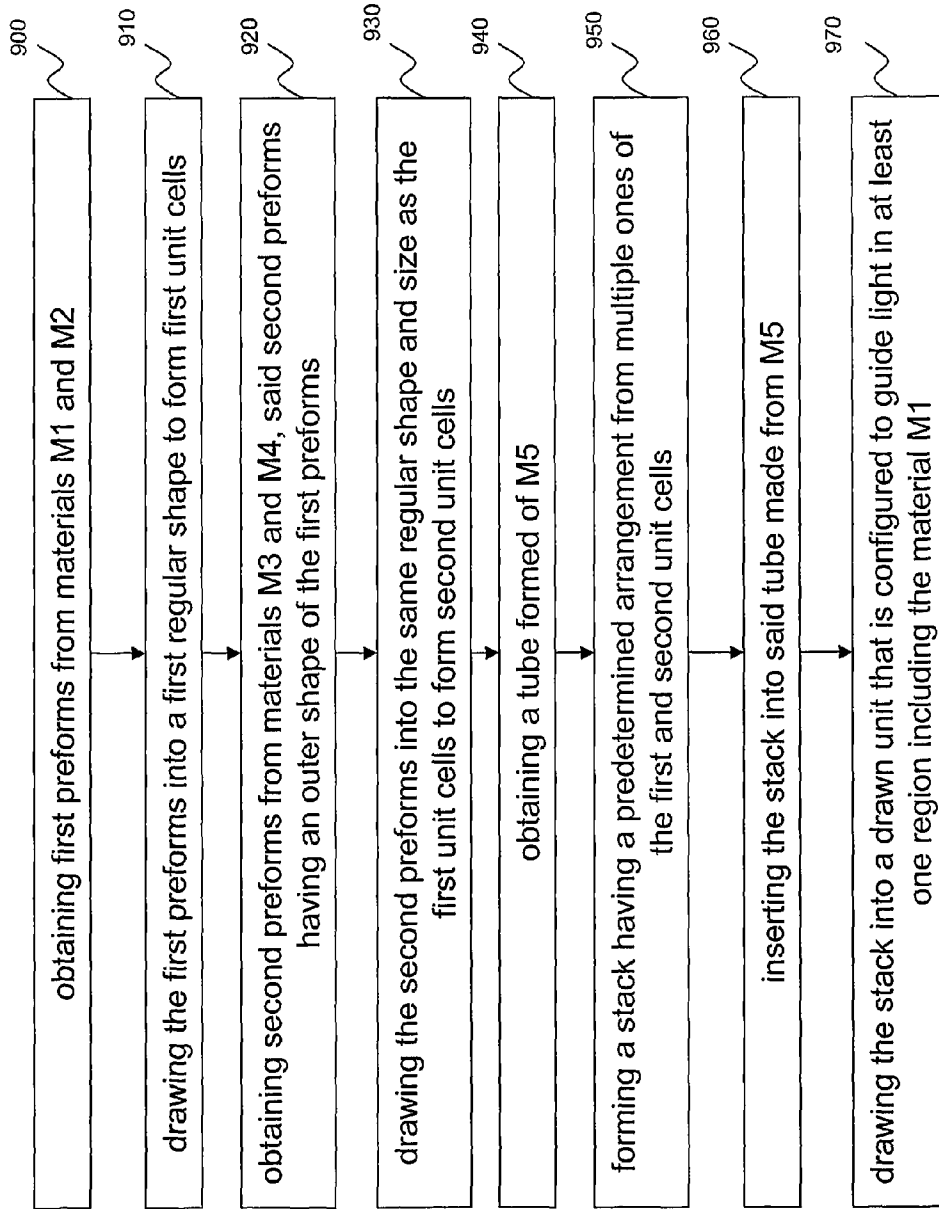 900
obtaining first preforms from materials M1 and M2
910
drawing the first preforms into a first regular shape to form first unit cells
920
obtaining second preforms from materials M3 and M4, said second preforms
having an outer shape of the first preforms
930
drawing the second preforms into the same regular shape and size as the
first unit cells to form second unit cells
940
obtaining a tube formed of M5
950
forming a stack having a predetermined arrangement from multiple ones of
the first and second unit cells
960
inserting the stack into said tube made from M5
970
drawing the stack into a drawn unit that is configured to guide light in at least
one region including the material M1